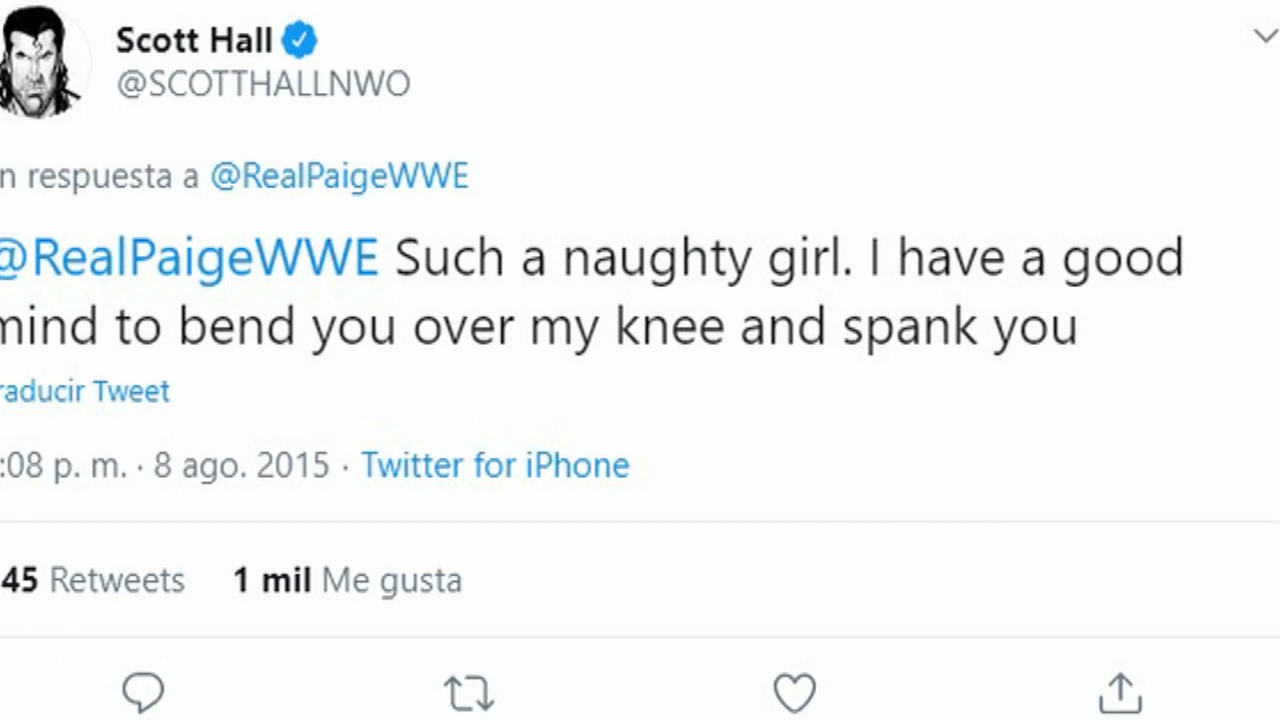 Scott Hall
@SCOTTHALLNWO
n respuesta a @RealPaigeWWE
@RealPaigeWWE Such a naughty girl. I have a good
mind to bend you over my knee and spank you
raducir Tweet
:08 p. m. · 8 ago. 2015 · Twitter for iPhone
45 Retweets 1 mil Me gusta